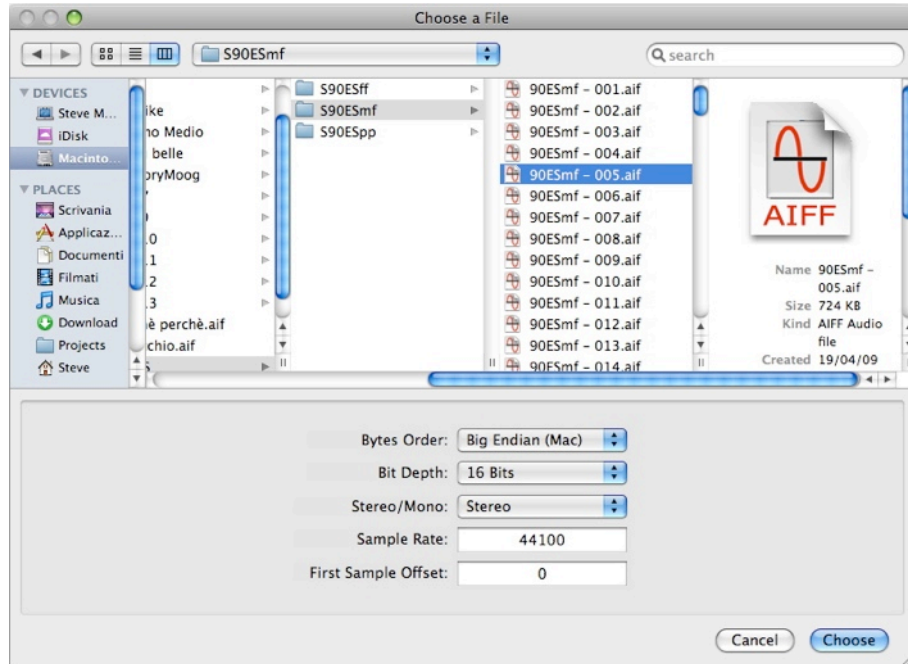 Choose a File
S90ESmf
search
DEVICES
Steve M...
iDisk
Macinto...
PLACES
Scrivania
Applicaz...
Documenti
Filmati
Musica
Download
Projects
Steve
ike
no Medio
belle
oryMoog
.0
.1
.2
.3
è perchè.aif
chio.aif
S90ESff
S90ESmf
S90ESpp
90ESmf - 001.aif
90ESmf - 002.aif
90ESmf - 003.aif
90ESmf - 004.aif
90ESmf - 005.aif
90ESmf - 006.aif
90ESmf - 007.aif
90ESmf - 008.aif
90ESmf - 009.aif
90ESmf - 010.aif
90ESmf - 011.aif
90ESmf - 012.aif
90ESmf - 013.aif
90ESmf - 014.aif
AIFF
Name 90ESmf -
005.aif
Size 724 KB
Kind AIFF Audio
file
Created 19/04/09
Bytes Order: Big Endian (Mac)
Bit Depth: 16 Bits
Stereo/Mono: Stereo
Sample Rate: 44100
First Sample Offset: 0
Cancel
Choose